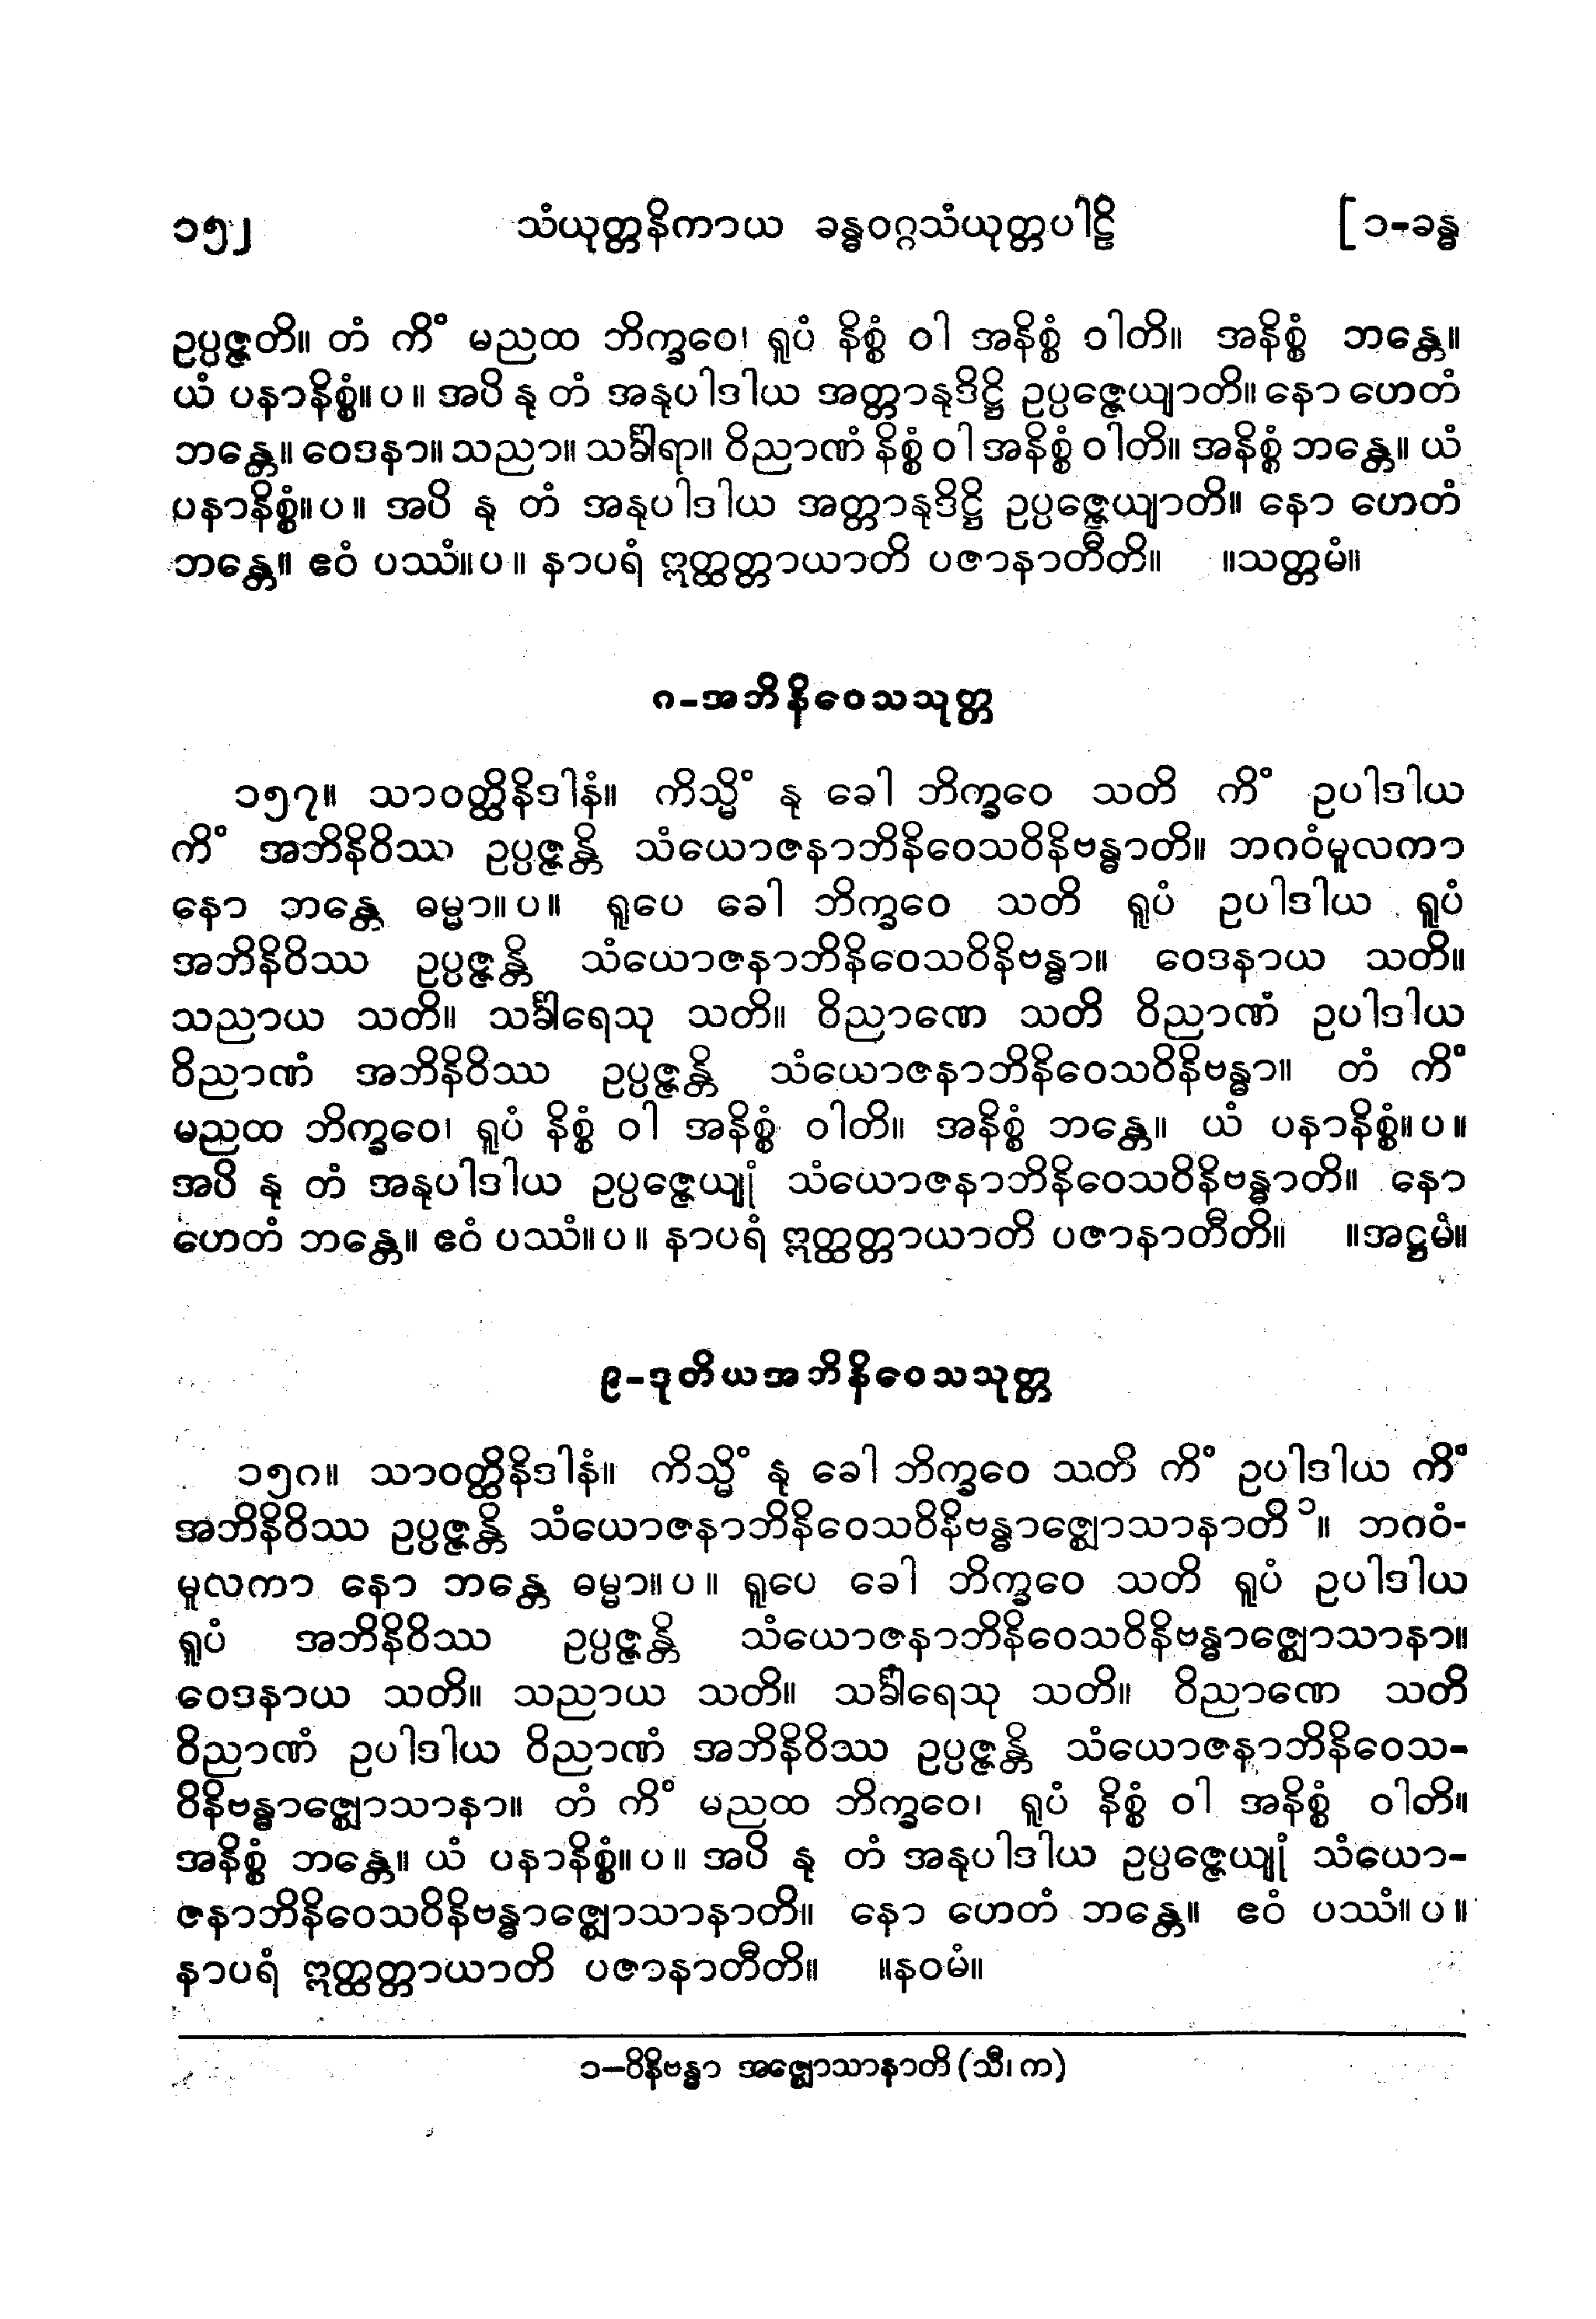 ၁၅၂ သံယုတ္တနိကာယ ခန္ဓဝဂ္ဂသံယုတ္တပါဠိ [၁-ခန္ဓ
ဥပ္ပဇ္ဇတိ။ တံ ကိံ မညထ ဘိက္ခဝေ၊ ရူပံ နိစ္စံ ဝါ အနိစ္စံ ဝါတိ။ အနိစ္စံ ဘန္တေ။
ယံ ပနာနိစ္စံ။ပ။ အပိ နု တံ အနုပါဒါယ အတ္တာနုဒိဋ္ဌိ ဥပ္ပဇ္ဇေယျာတိ။ နော ဟေတံ
ဘန္တေ။ ဝေဒနာ။ သညာ။ သင်္ခါရာ။ ဝိညာဏံ နိစ္စံ ဝါ အနိစ္စံ ဝါတိ။ အနိစ္စံ ဘန္တေ။ ယံ
ပနာနိစ္စံ။ပ။ အပိ နု တံ အနုပါဒါယ အတ္တာနုဒိဋ္ဌိ ဥပ္ပဇ္ဇေယျာတိ။ နော ဟေတံ
ဘန္တေ။ ဧဝံ ပဿံ။ပ။ နာပရံ ဣတ္ထတ္တာယာတိ ပဇာနာတီတိ။ ။သတ္တမံ။
၈-အဘိနိဝေသသုတ္တ
၁၅၇။ သာဝတ္ထိနိဒါနံ။ ကိသ္မိံ နု ခေါ ဘိက္ခဝေ သတိ ကိံ ဥပါဒါယ
ကိံ အဘိနိဝိဿ ဥပ္ပဇ္ဇန္တိ သံယောဇနာဘိနိဝေသဝိနိဗန္ဓာတိ။ ဘဂဝံမူလကာ
နော ဘန္တေ ဓမ္မာ။ပ။ ရူပေ ခေါ ဘိက္ခဝေ သတိ ရူပံ ဥပါဒါယ ရူပံ
အဘိနိဝိဿ ဥပ္ပဇ္ဇန္တိ သံယောဇနာဘိနိဝေသဝိနိဗန္ဓာ။ ဝေဒနာယ သတိ။
သညာယ သတိ။ သင်္ခါရေသု သတိ။ ဝိညာဏေ သတိ ဝိညာဏံ ဥပါဒါယ
ဝိညာဏံ အဘိနိဝိဿ ဥပ္ပဇ္ဇန္တိ သံယောဇနာဘိနိဝေသဝိနိဗန္ဓာ။ တံ ကိံ
မညထ ဘိက္ခဝေ၊ ရူပံ နိစ္စံ ဝါ အနိစ္စံ ဝါတိ။ အနိစ္စံ ဘန္တေ။ ယံ ပနာနိစ္စံ။ပ။
အပိ နု တံ အနုပါဒါယ ဥပ္ပဇ္ဇေယျုံ သံယောဇနာဘိနိဝေသဝိနိဗန္ဓာတိ။ နော
ဟေတံ ဘန္တေ။ ဧဝံ ပဿံ။ပ။ နာပရံ ဣတ္ထတ္တာယာတိ ပဇာနာတီတိ။ ။အဋ္ဌမံ။
၉-ဒုတိယအဘိနိဝေသသုတ္တ
၁၅၈။ သာဝတ္ထိနိဒါနံ။ ကိသ္မိံ နု ခေါ ဘိက္ခဝေ သတိ ကိံ ဥပါဒါယ ကိံ
အဘိနိဝိဿ ဥပ္ပဇ္ဇန္တိ သံယောဇနာဘိနိဝေသဝိနိဗန္ဓာဇ္ဈောသာနာတိ ၁။ ဘဂဝံ-
မူလကာ နော ဘန္တေ ဓမ္မာ။ပ။ ရူပေ ခေါ ဘိက္ခဝေ သတိ ရူပံ ဥပါဒါယ
ရူပံ အဘိနိဝိဿ ဥပ္ပဇ္ဇန္တိ သံယောဇနာဘိနိဝေသဝိနိဗန္ဓာဇ္ဈောသာနာ။
ဝေဒနာယ သတိ။ သညာယ သတိ။ သင်္ခါရေသု သတိ။ ဝိညာဏေ သတိ
ဝိညာဏံ ဥပါဒါယ ဝိညာဏံ အဘိနိဝိဿ ဥပ္ပဇ္ဇန္တိ သံယောဇနာဘိနိဝေသ-
ဝိနိဗန္ဓာဇ္ဈောသာနာ။ တံ ကိံ မညထ ဘိက္ခဝေ၊ ရူပံ နိစ္စံ ဝါ အနိစ္စံ ဝါတိ။
အနိစ္စံ ဘန္တေ။ ယံ ပနာနိစ္စံ။ပ။ အပိ နု တံ အနုပါဒါယ ဥပ္ပဇ္ဇေယျုံ သံယော-
ဇနာဘိနိဝေသဝိနိဗန္ဓာဇ္ဈောသာနာတိ။ နော ဟေတံ ဘန္တေ။ ဧဝံ ပဿံ။ပ။
နာပရံ ဣတ္ထတ္တာယာတိ ပဇာနာတီတိ။ ။နဝမံ။
၁–ဝိနိဗန္ဓာ အဇ္ဈောသာနာတိ (သီ၊ က)